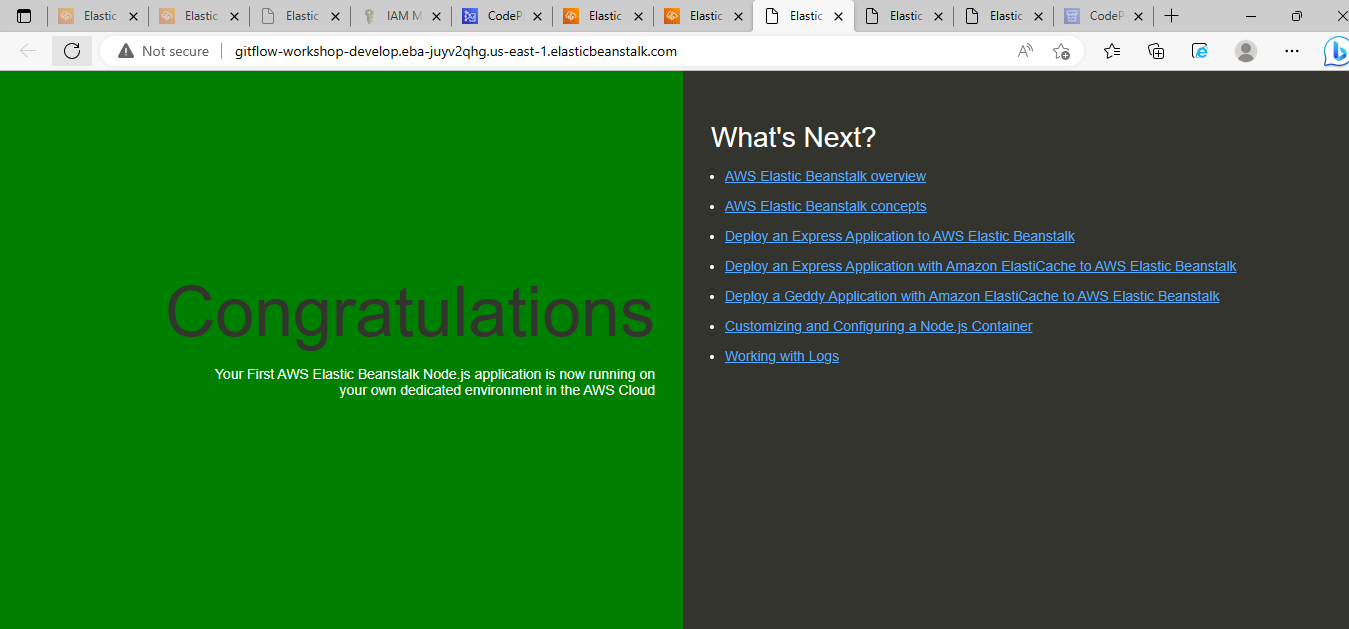 Elastic
Elastic
Elastic
IAM M
CodeP
Elastic
Elastic
Elastic
Elastic
Elastic
CodeP
Not secure
gitflow-workshop-develop.eba-juyv2qhg.us-east-1.elasticbeanstalk.com
Congratulations
Your First AWS Elastic Beanstalk Node.js application is now running on
your own dedicated environment in the AWS Cloud
What's Next?
AWS Elastic Beanstalk overview
AWS Elastic Beanstalk concepts
Deploy an Express Application to AWS Elastic Beanstalk
Deploy an Express Application with Amazon ElastiCache to AWS Elastic Beanstalk
Deploy a Geddy Application with Amazon ElastiCache to AWS Elastic Beanstalk
Customizing and Configuring a Node.js Container
Working with Logs